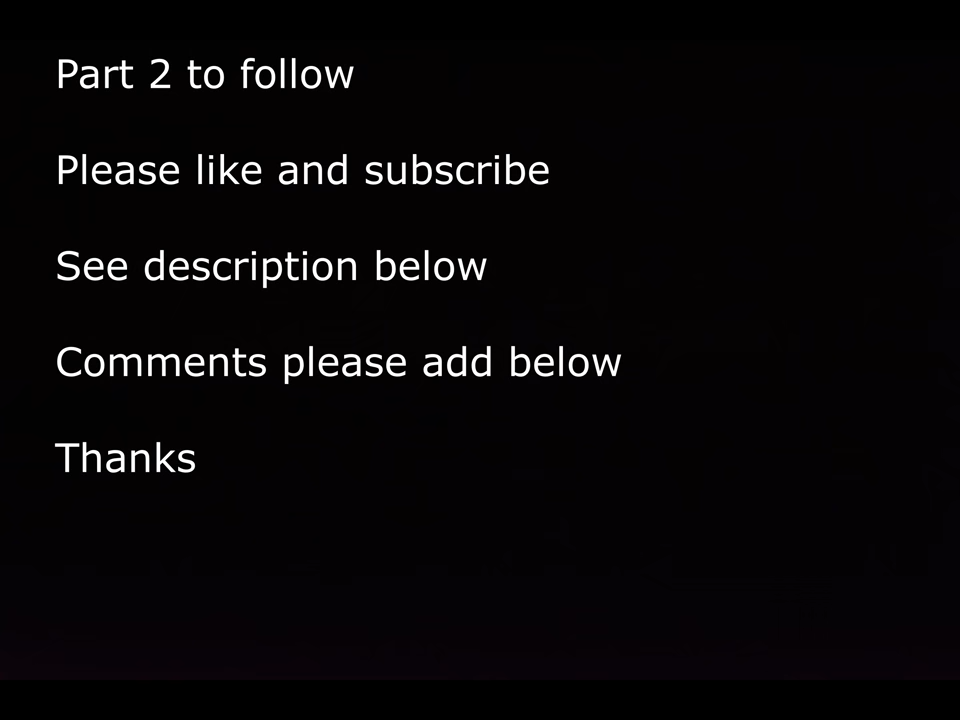 Part 2 to follow
Please like and subscribe
See description below
Comments please add below
Thanks